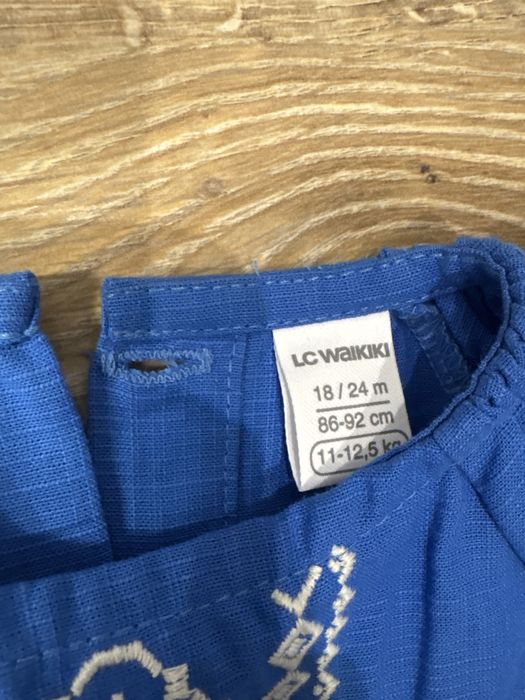 LC WAIKIKI
18 / 24 m
86-92 cm
11-12,5 kg